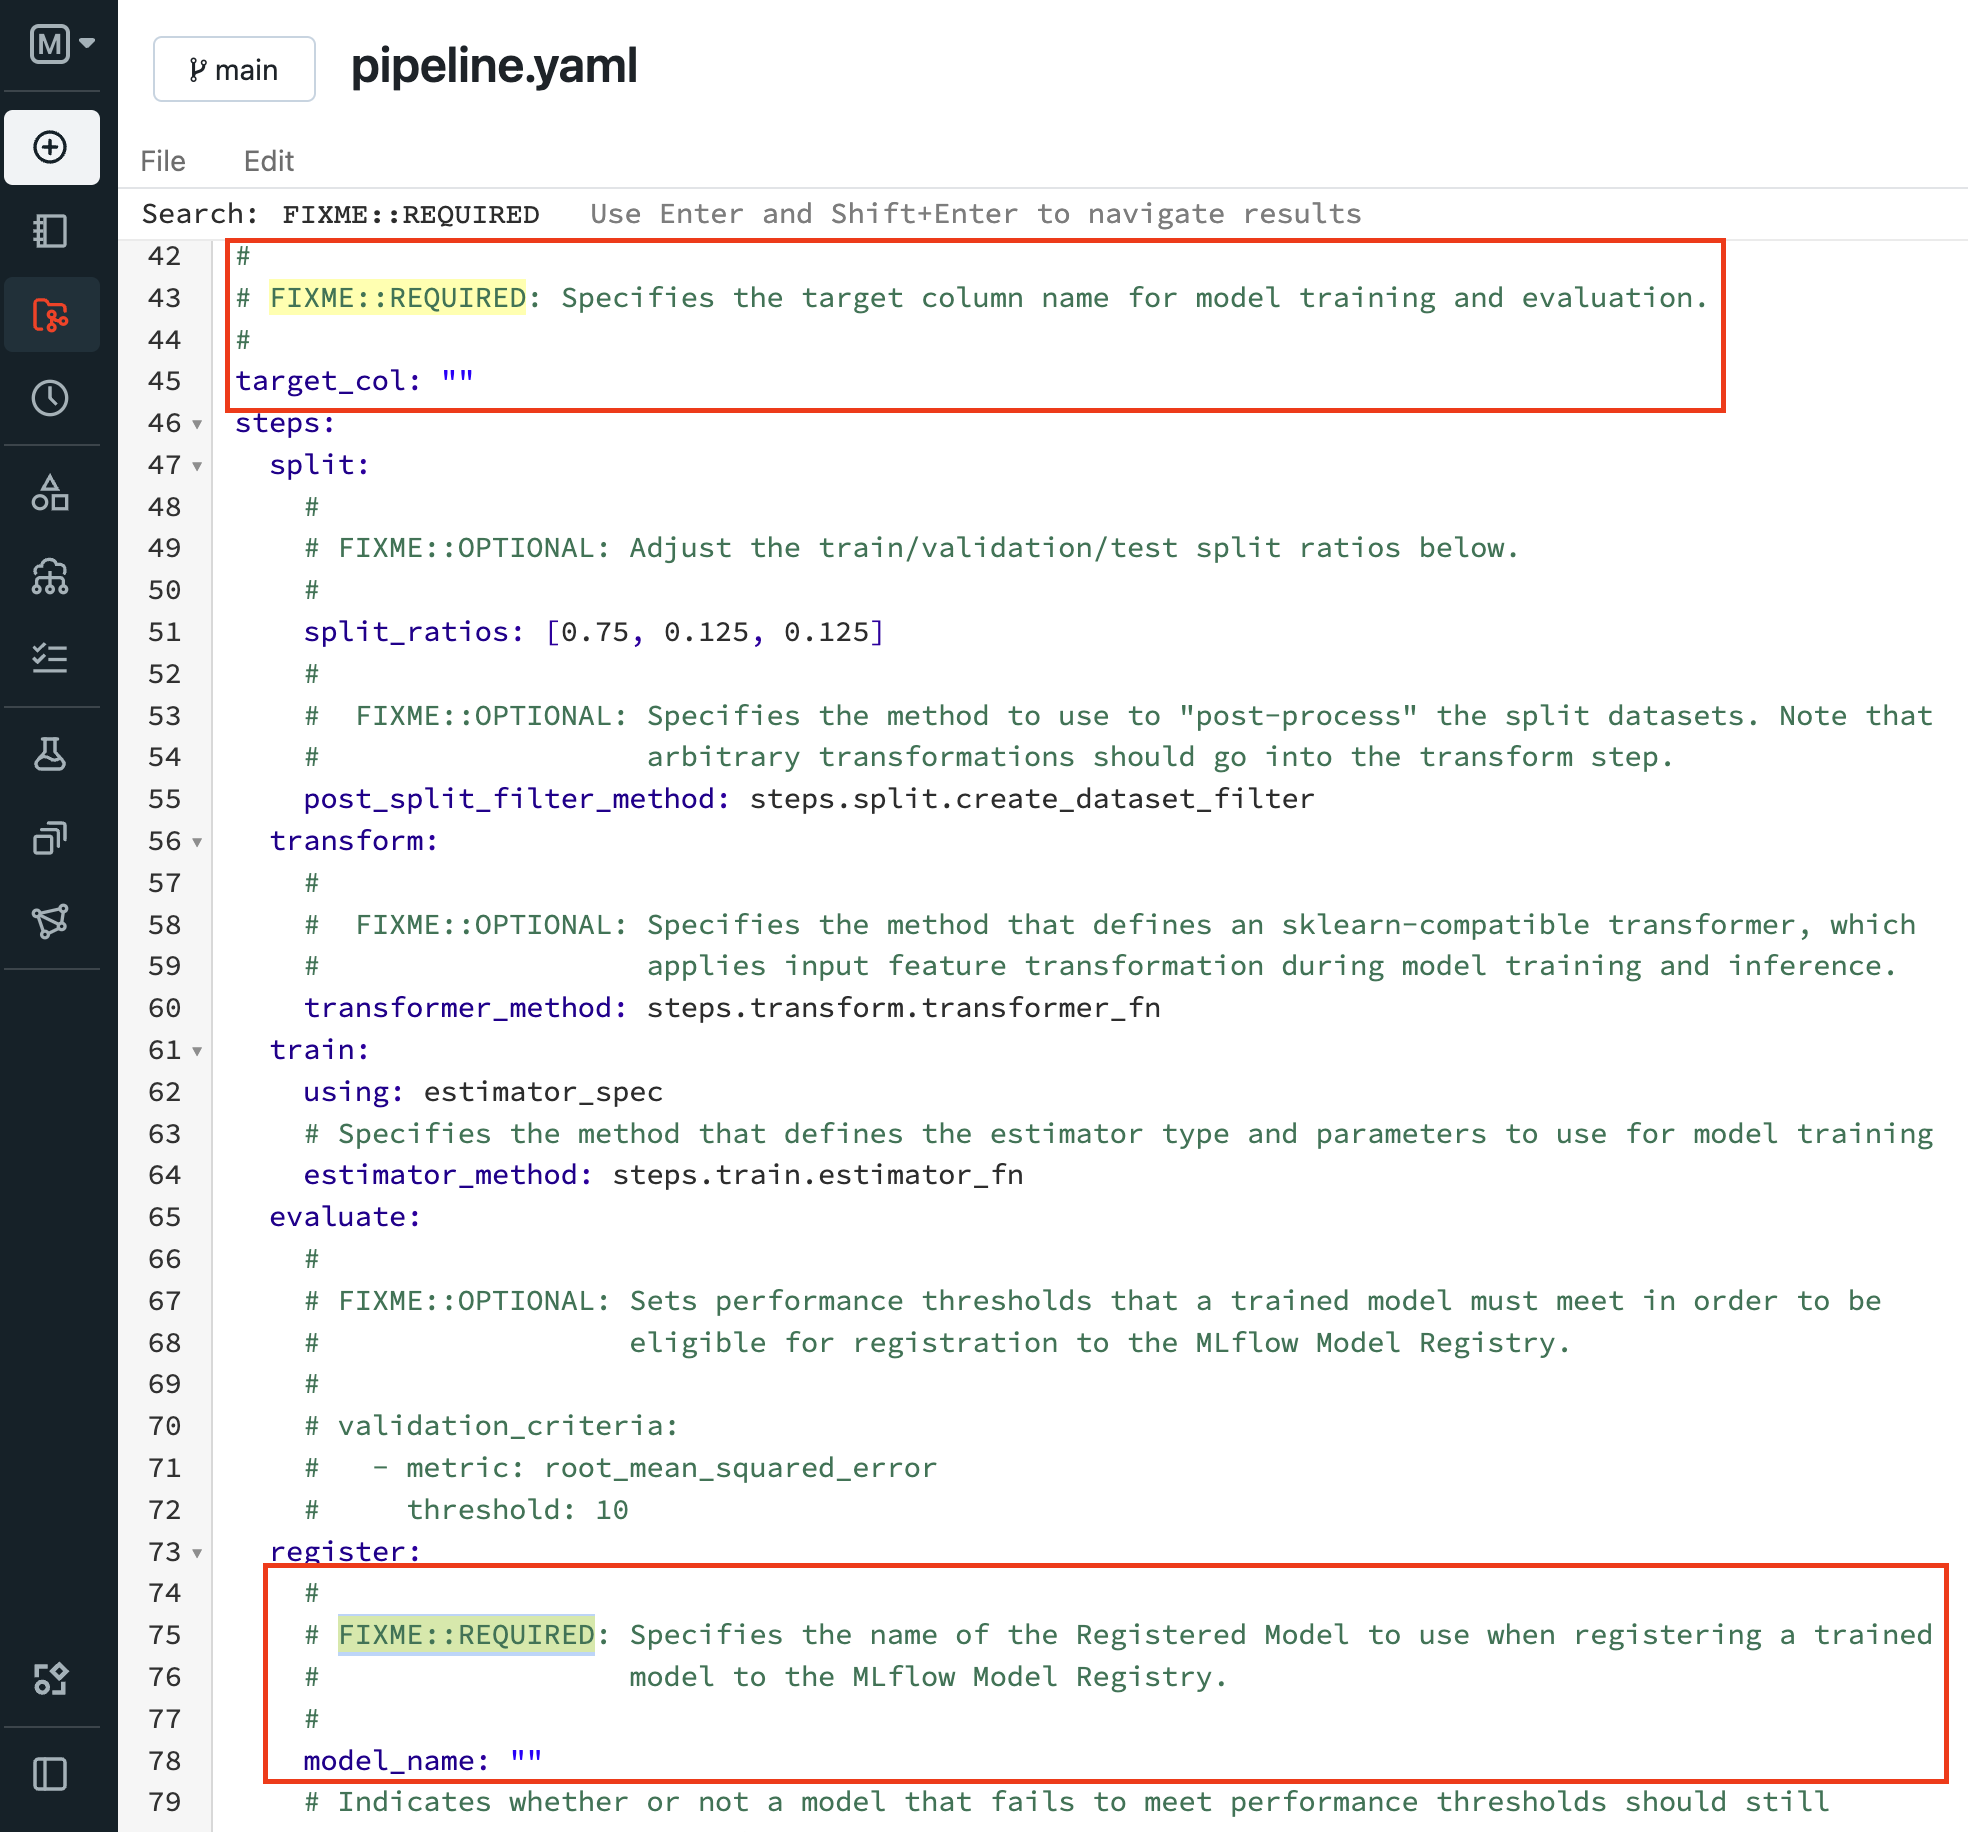 M
main
pipeline.yaml
File Edit
Search: FIXME::REQUIRED Use Enter and Shift+Enter to navigate results
42 #
43 # FIXME::REQUIRED: Specifies the target column name for model training and evaluation.
44 #
45 target_col: ""
46 steps:
47   split:
48     #
49     # FIXME::OPTIONAL: Adjust the train/validation/test split ratios below.
50     #
51     split_ratios: [0.75, 0.125, 0.125]
52     #
53     #  FIXME::OPTIONAL: Specifies the method to use to "post-process" the split datasets. Note that
54     #                   arbitrary transformations should go into the transform step.
55     post_split_filter_method: steps.split.create_dataset_filter
56   transform:
57     #
58     #  FIXME::OPTIONAL: Specifies the method that defines an sklearn-compatible transformer, which
59     #                   applies input feature transformation during model training and inference.
60     transformer_method: steps.transform.transformer_fn
61   train:
62     using: estimator_spec
63     # Specifies the method that defines the estimator type and parameters to use for model training
64     estimator_method: steps.train.estimator_fn
65   evaluate:
66     #
67     # FIXME::OPTIONAL: Sets performance thresholds that a trained model must meet in order to be
68     #                  eligible for registration to the MLflow Model Registry.
69     #
70     # validation_criteria:
71     #   - metric: root_mean_squared_error
72     #     threshold: 10
73   register:
74     #
75     # FIXME::REQUIRED: Specifies the name of the Registered Model to use when registering a trained
76     #                  model to the MLflow Model Registry.
77     #
78     model_name: ""
79     # Indicates whether or not a model that fails to meet performance thresholds should still